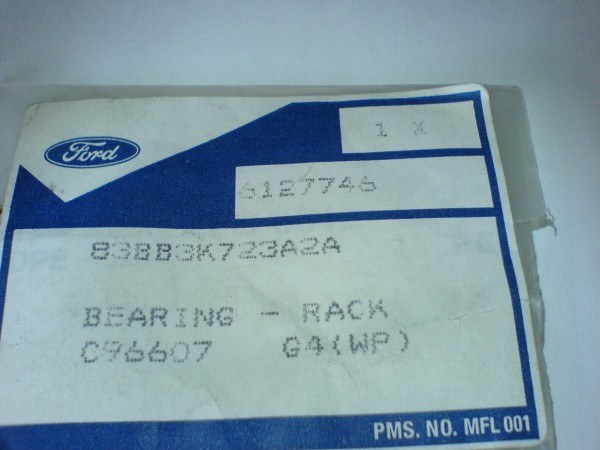 Ford
1 X
6127746
83BB3K723A2A
BEARING - RACK
C96607 G4(WP)
PMS. NO. MFL 001